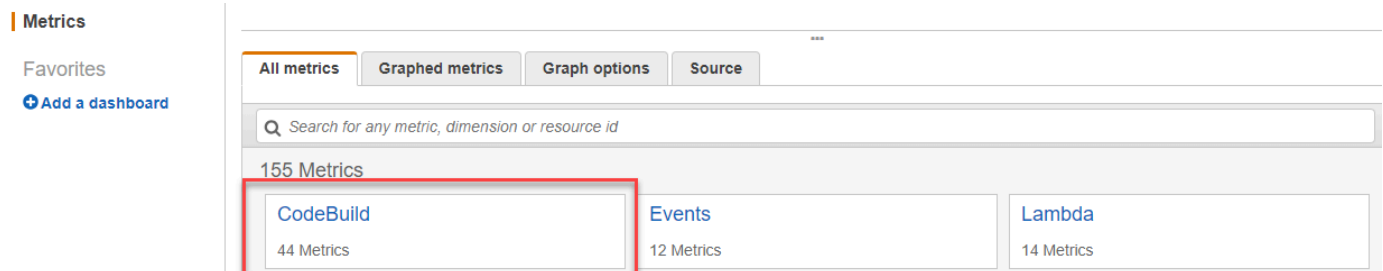 Metrics
Favorites
Add a dashboard
All metrics Graphed metrics Graph options Source
Search for any metric, dimension or resource id
155 Metrics
CodeBuild Events Lambda
44 Metrics 12 Metrics 14 Metrics